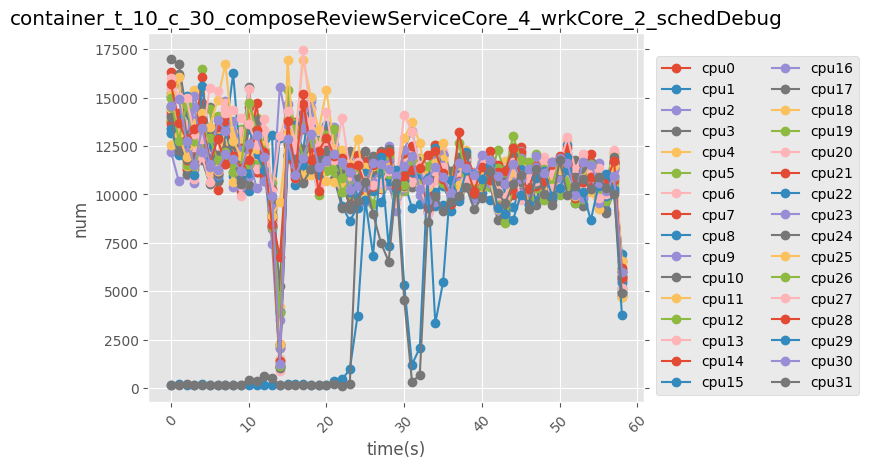 container_t_10_c_30_composeReviewServiceCore_4_wrkCore_2_schedDebug
num
17500
15000
12500
10000
7500
5000
2500
0
0
10
20
30
40
50
60
time(s)
cpu0
cpu1
cpu2
cpu3
cpu4
cpu5
cpu6
cpu7
cpu8
cpu9
cpu10
cpu11
cpu12
cpu13
cpu14
cpu15
cpu16
cpu17
cpu18
cpu19
cpu20
cpu21
cpu22
cpu23
cpu24
cpu25
cpu26
cpu27
cpu28
cpu29
cpu30
cpu31